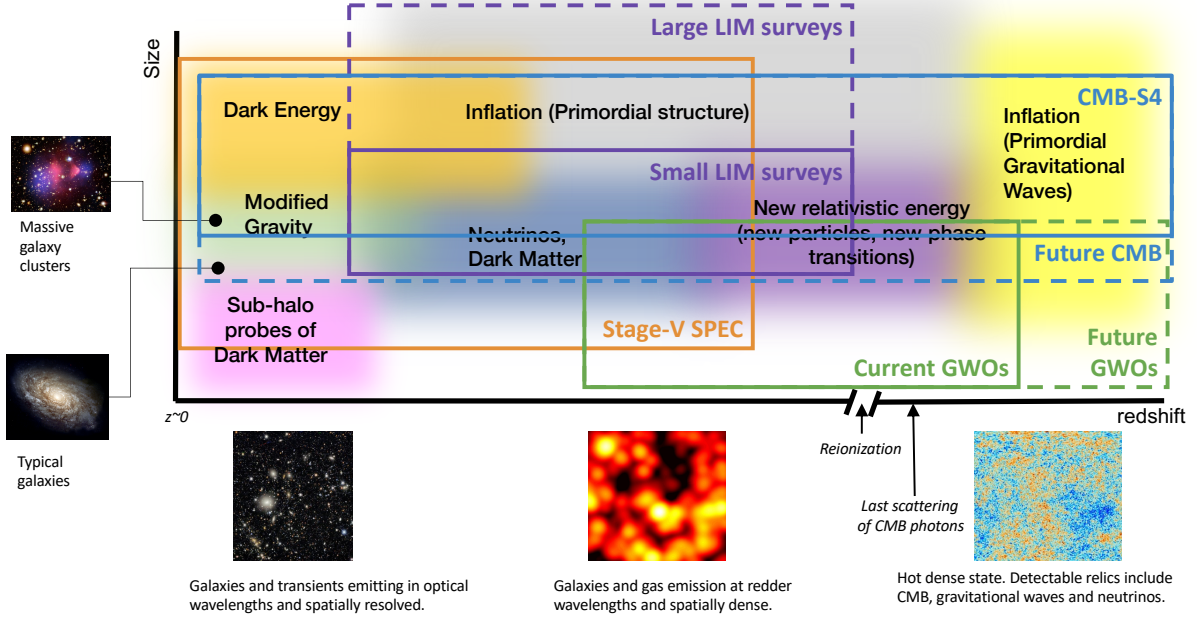 Large LIM surveys
Size
CMB-S4
Dark Energy
Inflation (Primordial structure)
Inflation
(Primordial
Gravitational
Waves)
Small LIM surveys
Modified
Gravity
New relativistic energy
(new particles, new phase
transitions)
Neutrinos,
Dark Matter
Future CMB
Massive
galaxy
clusters
Sub-halo
probes of
Dark Matter
Stage-V SPEC
Future
GWOs
Current GWOs
z~0
redshift
Reionization
Typical
galaxies
Last scattering
of CMB photons
Galaxies and transients emitting in optical
wavelengths and spatially resolved.
Galaxies and gas emission at redder
wavelengths and spatially dense.
Hot dense state. Detectable relics include
CMB, gravitational waves and neutrinos.